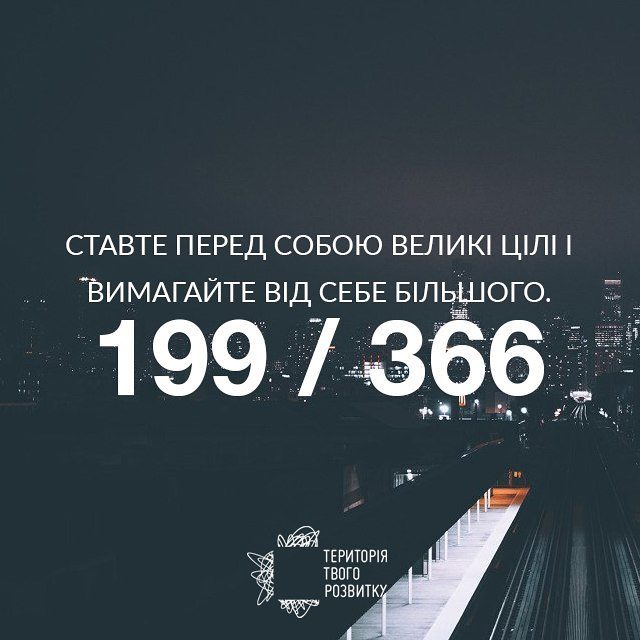 СТАВТЕ ПЕРЕД СОБОЮ ВЕЛИКІ ЦІЛІ І
ВИМАГАЙТЕ ВІД СЕБЕ БІЛЬШОГО.
199 / 366
ТЕРИТОРІЯ
ТВОГО
РОЗВИТКУ